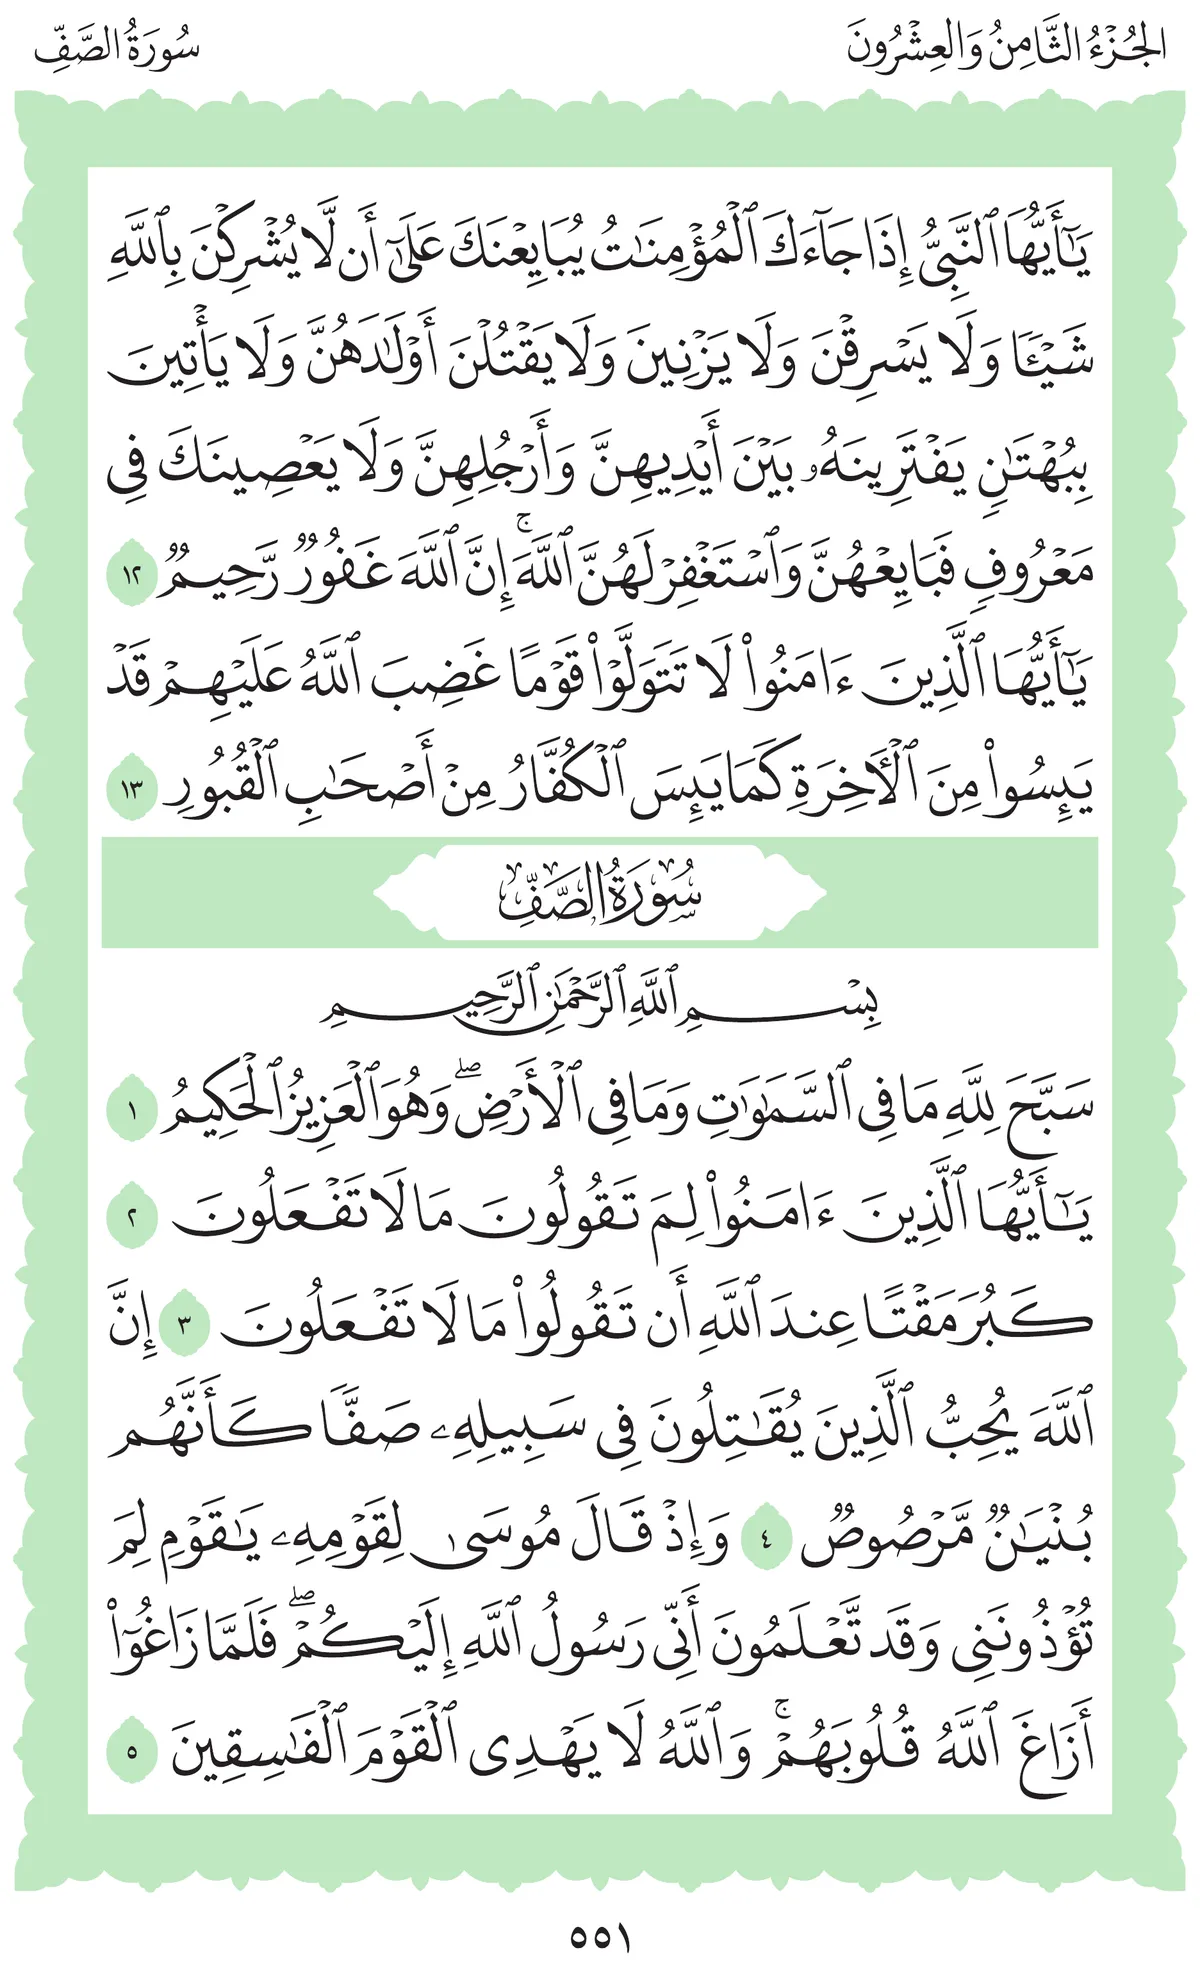 الجُزْءُ الثَّامِنُ وَالعِشْرُونَ
سُورَةُ الصَّفِّ
يَٰٓأَيُّهَا ٱلنَّبِىُّ إِذَا جَآءَكَ ٱلْمُؤْمِنَٰتُ يُبَايِعْنَكَ عَلَىٰٓ أَن لَّا يُشْرِكْنَ بِٱللَّهِ
شَيْـًٔا وَلَا يَسْرِقْنَ وَلَا يَزْنِينَ وَلَا يَقْتُلْنَ أَوْلَٰدَهُنَّ وَلَا يَأْتِينَ
بِبُهْتَٰنٍ يَفْتَرِينَهُۥ بَيْنَ أَيْدِيهِنَّ وَأَرْجُلِهِنَّ وَلَا يَعْصِينَكَ فِى
مَعْرُوفٍ فَبَايِعْهُنَّ وَٱسْتَغْفِرْ لَهُنَّ ٱللَّهَ ۚ إِنَّ ٱللَّهَ غَفُورٌ رَّحِيمٌ ١٢
يَٰٓأَيُّهَا ٱلَّذِينَ ءَامَنُوا۟ لَا تَتَوَلَّوْا۟ قَوْمًا غَضِبَ ٱللَّهُ عَلَيْهِمْ قَدْ
يَئِسُوا۟ مِنَ ٱلْـَٔاخِرَةِ كَمَا يَئِسَ ٱلْكُفَّارُ مِنْ أَصْحَٰبِ ٱلْقُبُورِ ١٣
سُورَةُ الصَّفِّ
بِسْمِ ٱللَّهِ ٱلرَّحْمَٰنِ ٱلرَّحِيمِ
سَبَّحَ لِلَّهِ مَا فِى ٱلسَّمَٰوَٰتِ وَمَا فِى ٱلْأَرْضِ ۖ وَهُوَ ٱلْعَزِيزُ ٱلْحَكِيمُ ١
يَٰٓأَيُّهَا ٱلَّذِينَ ءَامَنُوا۟ لِمَ تَقُولُونَ مَا لَا تَفْعَلُونَ ٢
كَبُرَ مَقْتًا عِندَ ٱللَّهِ أَن تَقُولُوا۟ مَا لَا تَفْعَلُونَ ٣ إِنَّ
ٱللَّهَ يُحِبُّ ٱلَّذِينَ يُقَٰتِلُونَ فِى سَبِيلِهِۦ صَفًّا كَأَنَّهُم
بُنْيَٰنٌ مَّرْصُوصٌ ٤ وَإِذْ قَالَ مُوسَىٰ لِقَوْمِهِۦ يَٰقَوْمِ لِمَ
تُؤْذُونَنِى وَقَد تَّعْلَمُونَ أَنِّى رَسُولُ ٱللَّهِ إِلَيْكُمْ ۖ فَلَمَّا زَاغُوٓا۟
أَزَاغَ ٱللَّهُ قُلُوبَهُمْ ۚ وَٱللَّهُ لَا يَهْدِى ٱلْقَوْمَ ٱلْفَٰسِقِينَ ٥
٥٥١